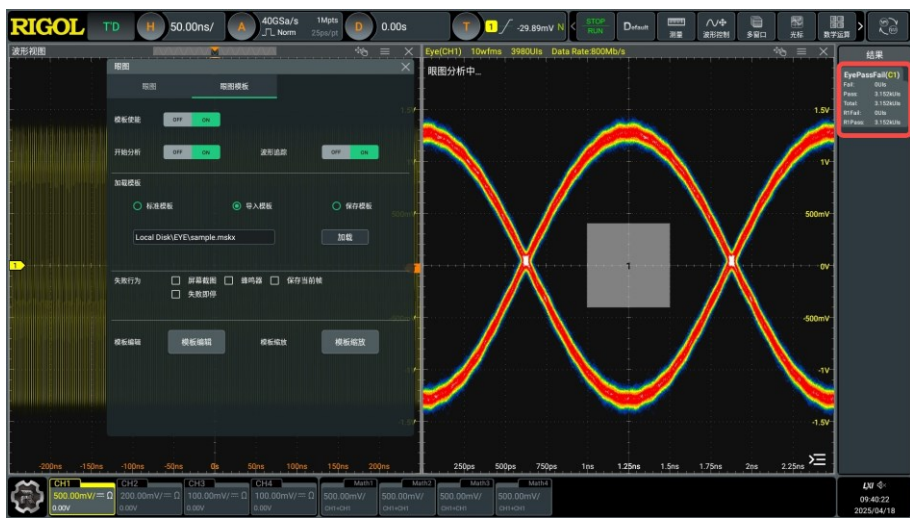 RIGOL T'D H 50.00ns/ A 40GSa/s Norm 1Mpts 25ps/pt D 0.00s T 1 -29.89mV N STOP RUN Default 测量 波形控制 多窗口 光标 数学运算
波形视图
Eye(CH1) 10wfms 3980UIs Data Rate:800Mb/s
结果
眼图
眼图分析中...
EyePassFail(C1)
Fail: 0UIs
Pass: 3.152kUIs
Total: 3.152kUIs
R1Fail: 0UIs
R1Pass: 3.152kUIs
眼图 眼图模板
模板使能 OFF ON
开始分析 OFF ON 波形追踪 OFF ON
加载模板
标准模板 导入模板 保存模板
Local Disk\EYE\sample.mskx 加载
失败行为 屏幕截图 蜂鸣器 保存当前帧
失败即停
模板编辑 模板编辑 模板缩放 模板缩放
1.5V
1V
500mV
0V
-500mV
-1V
-1.5V
1
1
-200ns -150ns -100ns -50ns 0s 50ns 100ns 150ns 200ns
250ps 500ps 750ps 1ns 1.25ns 1.5ns 1.75ns 2ns 2.25ns
CH1 CH2 CH3 CH4 Math1 Math2 Math3 Math4
500.00mV/ Ω 200.00mV/ Ω 100.00mV/ Ω 100.00mV/ Ω 500.00mV/ 500.00mV/ 500.00mV/ 500.00mV/
0.00V 0.00V 0.00V 0.00V CH1+CH1 CH1+CH1 CH1+CH1 CH1+CH1
LXI
09:40:22
2025/04/18